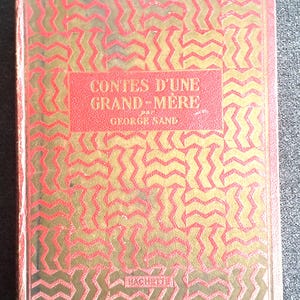 CONTES D'UNE
GRAND-MÈRE
par
GEORGE SAND
HACHETTE